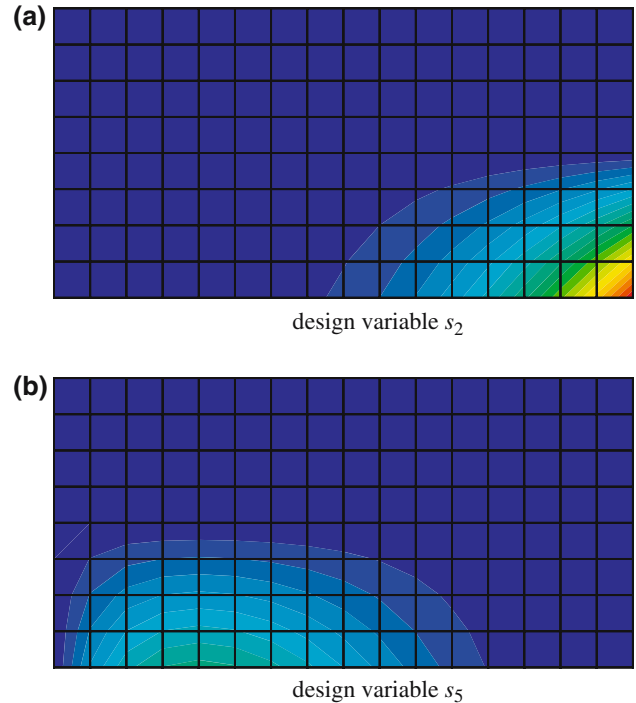 (a)
design variable s₂
(b)
design variable s₅